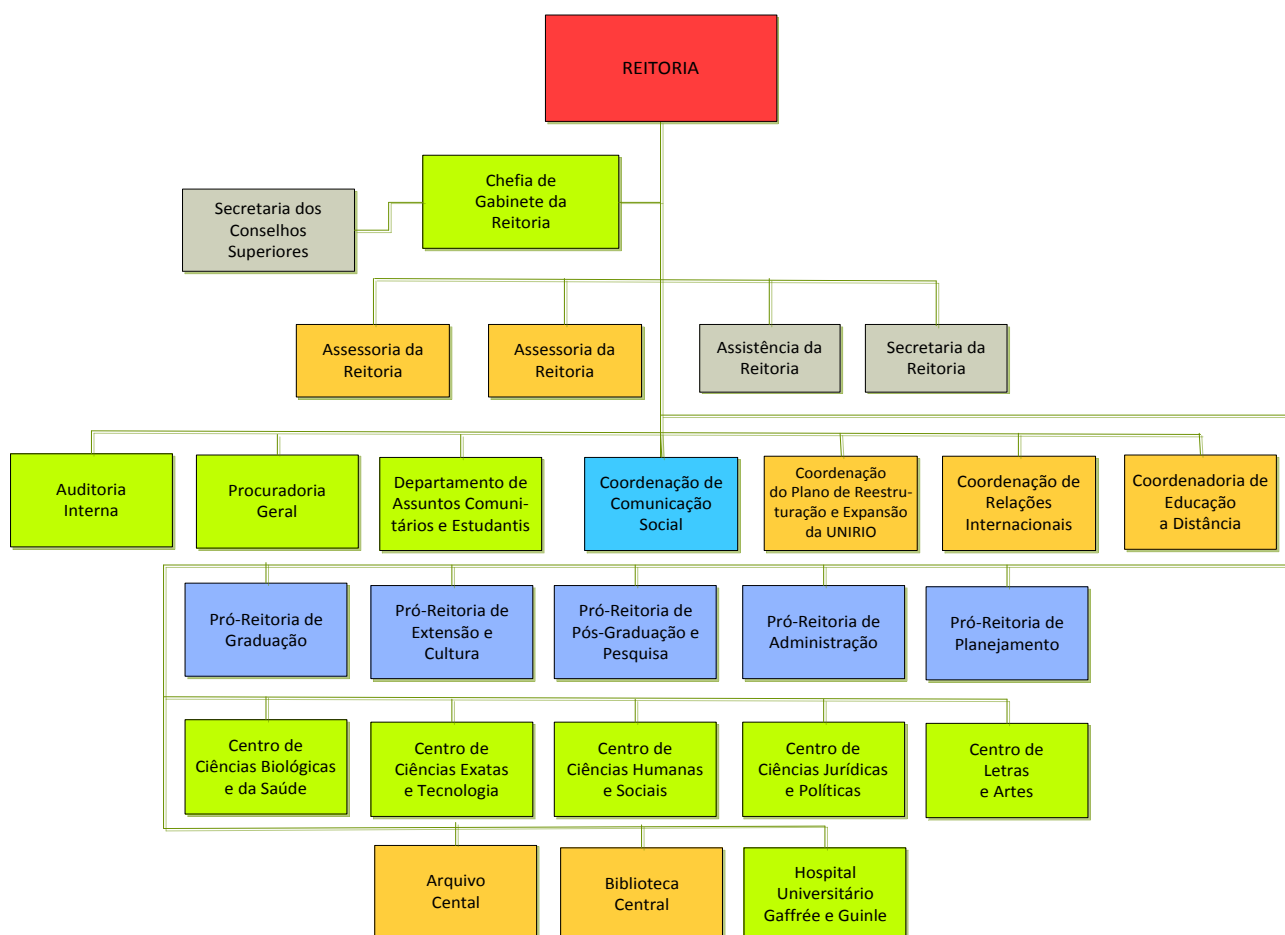 REITORIA
Chefia de
Gabinete da
Reitoria
Secretaria dos
Conselhos
Superiores
Assessoria da
Reitoria
Assessoria da
Reitoria
Assistência da
Reitoria
Secretaria da
Reitoria
Auditoria
Interna
Procuradoria
Geral
Departamento de
Assuntos Comuni-
tários e Estudantis
Coordenação de
Comunicação
Social
Coordenação
do Plano de Reestru-
turação e Expansão
da UNIRIO
Coordenação de
Relações
Internacionais
Coordenadoria de
Educação
a Distância
Pró-Reitoria de
Graduação
Pró-Reitoria de
Extensão e
Cultura
Pró-Reitoria de
Pós-Graduação e
Pesquisa
Pró-Reitoria de
Administração
Pró-Reitoria de
Planejamento
Centro de
Ciências Biológicas
e da Saúde
Centro de
Ciências Exatas
e Tecnologia
Centro de
Ciências Humanas
e Sociais
Centro de
Ciências Jurídicas
e Políticas
Centro de
Letras
e Artes
Arquivo
Cental
Biblioteca
Central
Hospital
Universitário
Gaffrée e Guinle